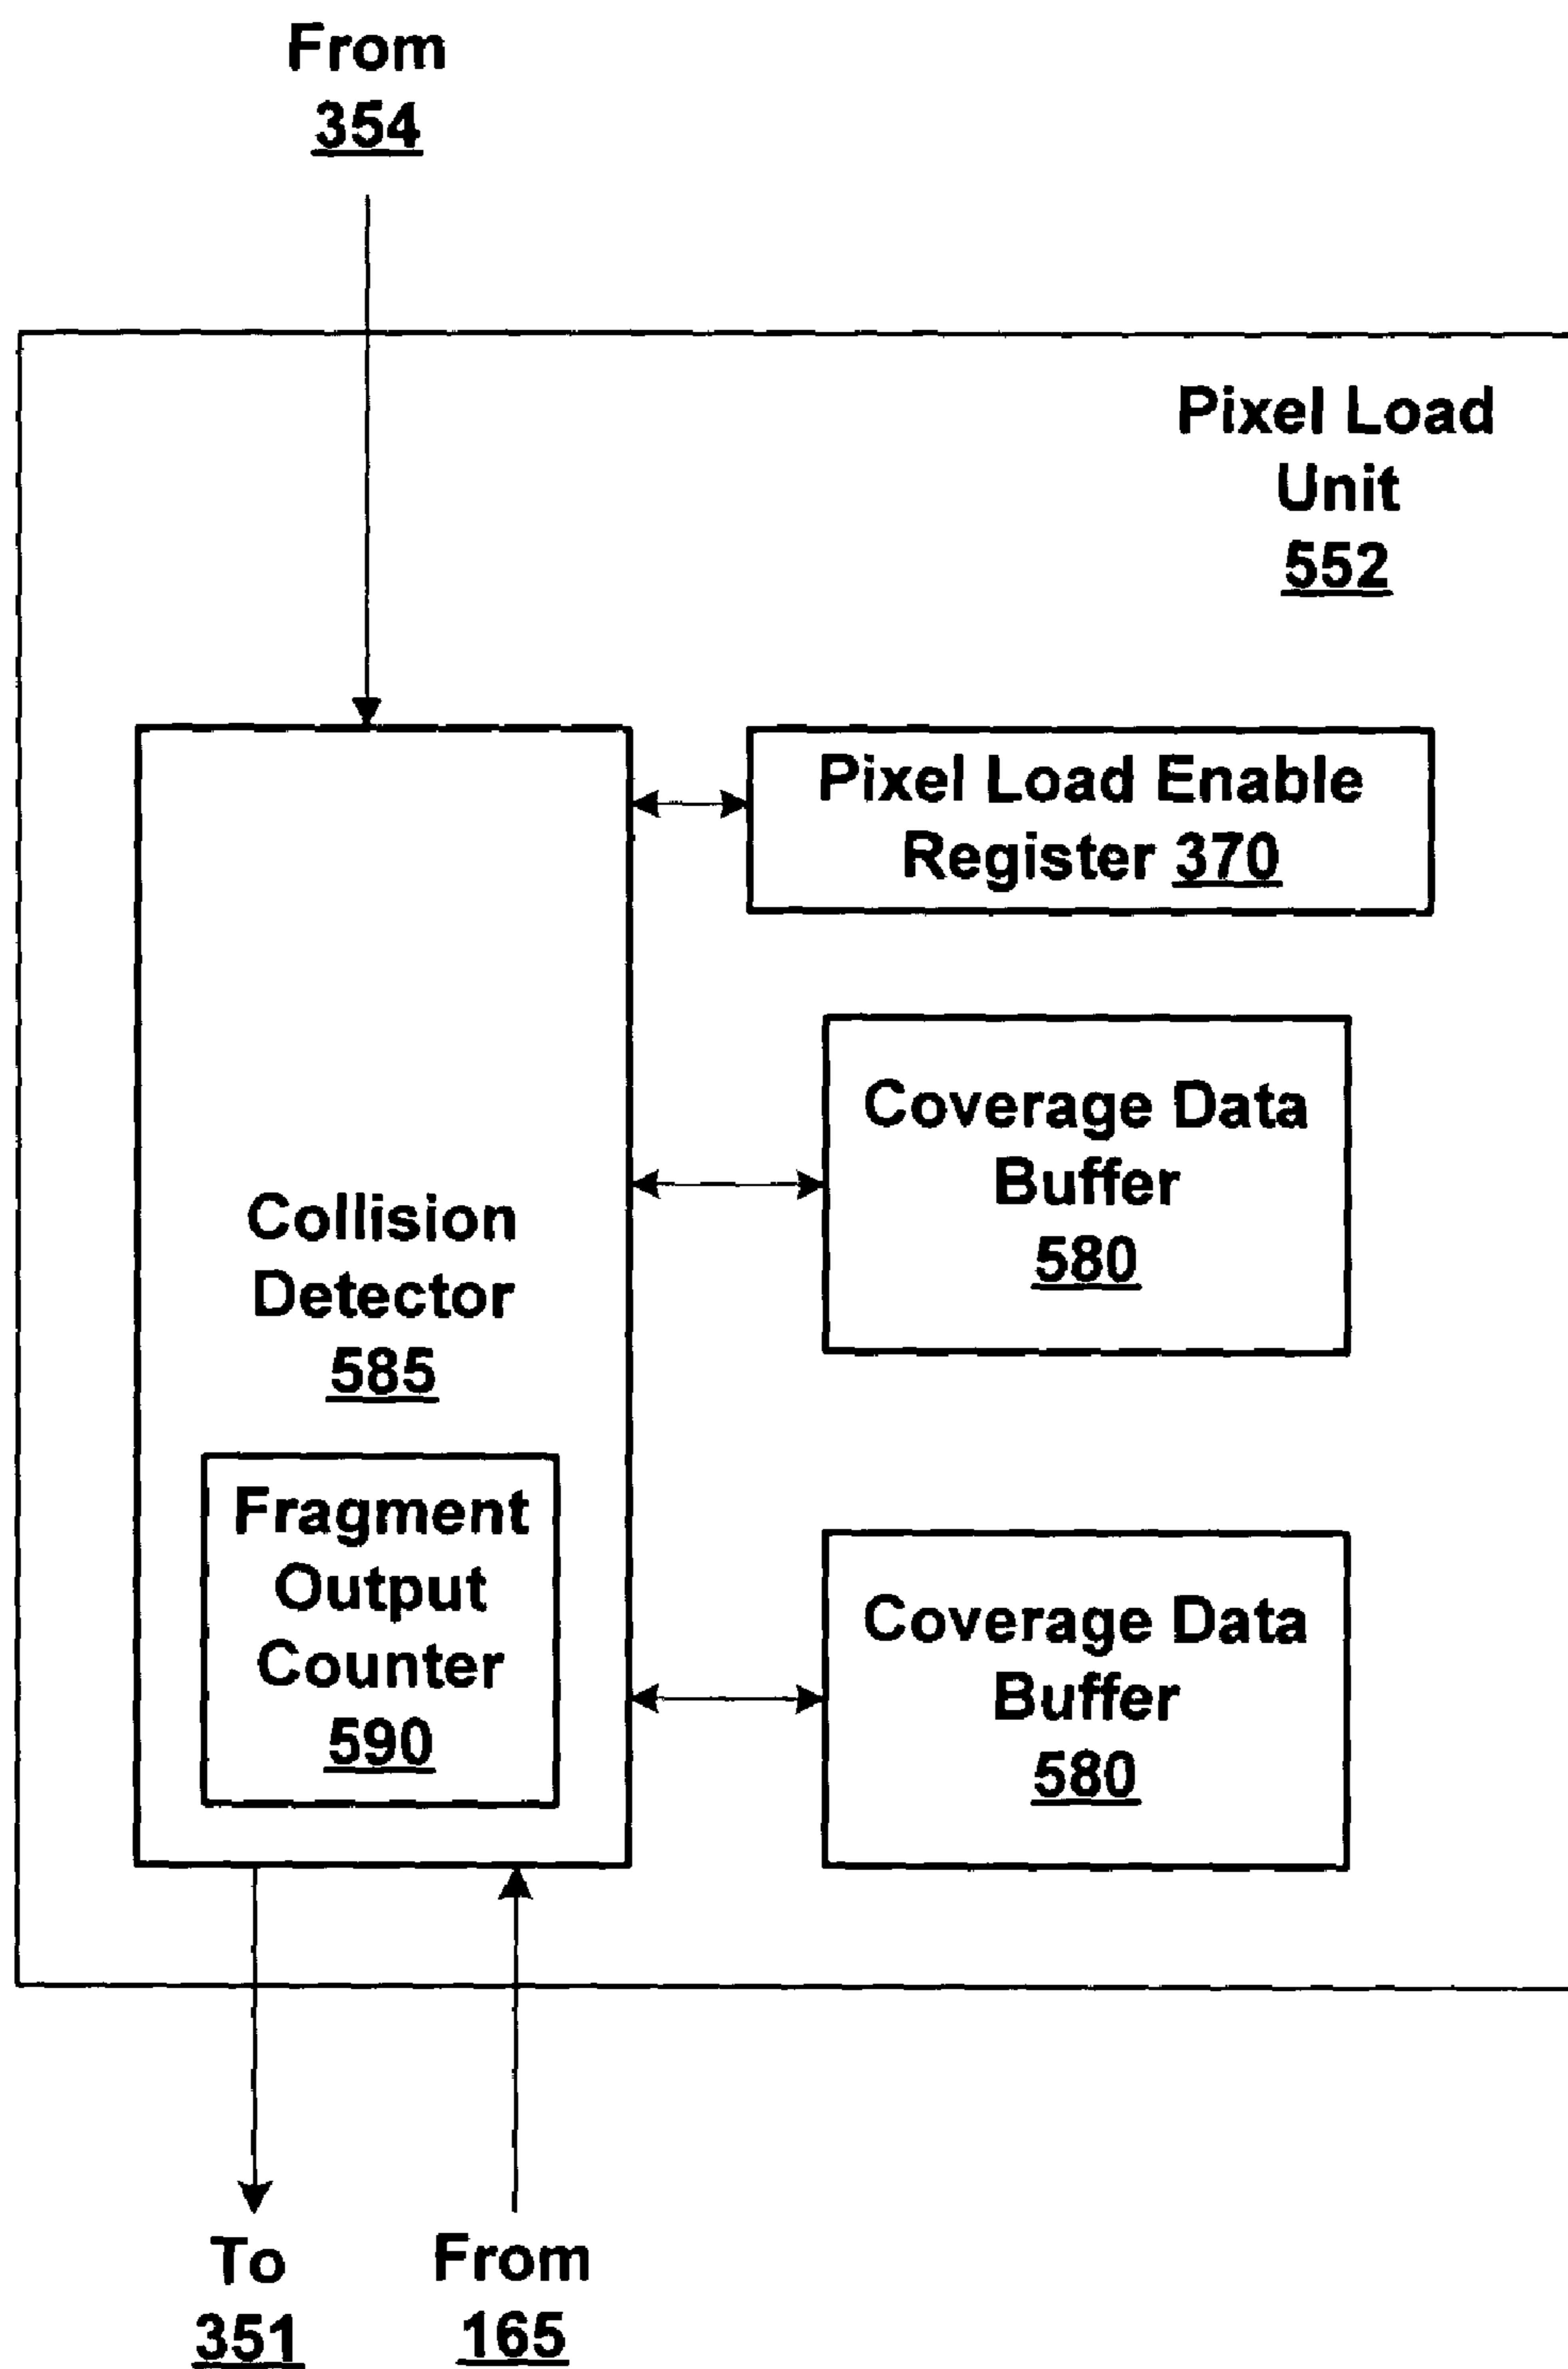 From
354
Pixel Load
Unit
552
Pixel Load Enable
Register 370
Coverage Data
Buffer
580
Collision
Detector
585
Fragment
Output
Counter
590
Coverage Data
Buffer
580
To
351
From
165